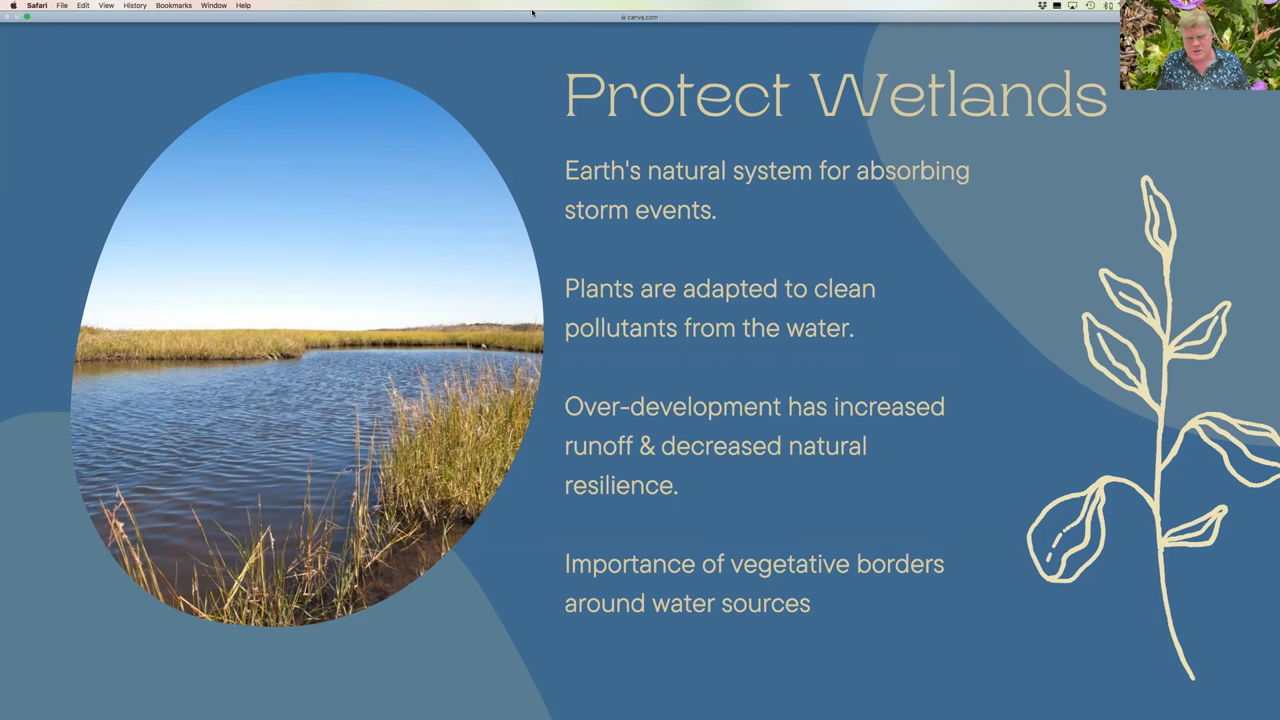 Safari File Edit View History Bookmarks Window Help
canva.com
Protect Wetlands
Earth's natural system for absorbing
storm events.
Plants are adapted to clean
pollutants from the water.
Over-development has increased
runoff & decreased natural
resilience.
Importance of vegetative borders
around water sources